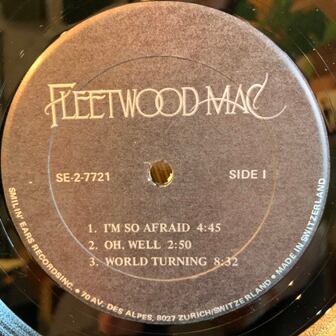 FLEETWOOD MAC
SE-2-7721
SIDE I
1. I'M SO AFRAID 4:45
2. OH, WELL 2:50
3. WORLD TURNING 8:32
SMILIN' EARS RECORDSINC. • 70 AV. DES ALPES, 8027 ZURICH/SWITZERLAND • MADE IN SWITZERLAND